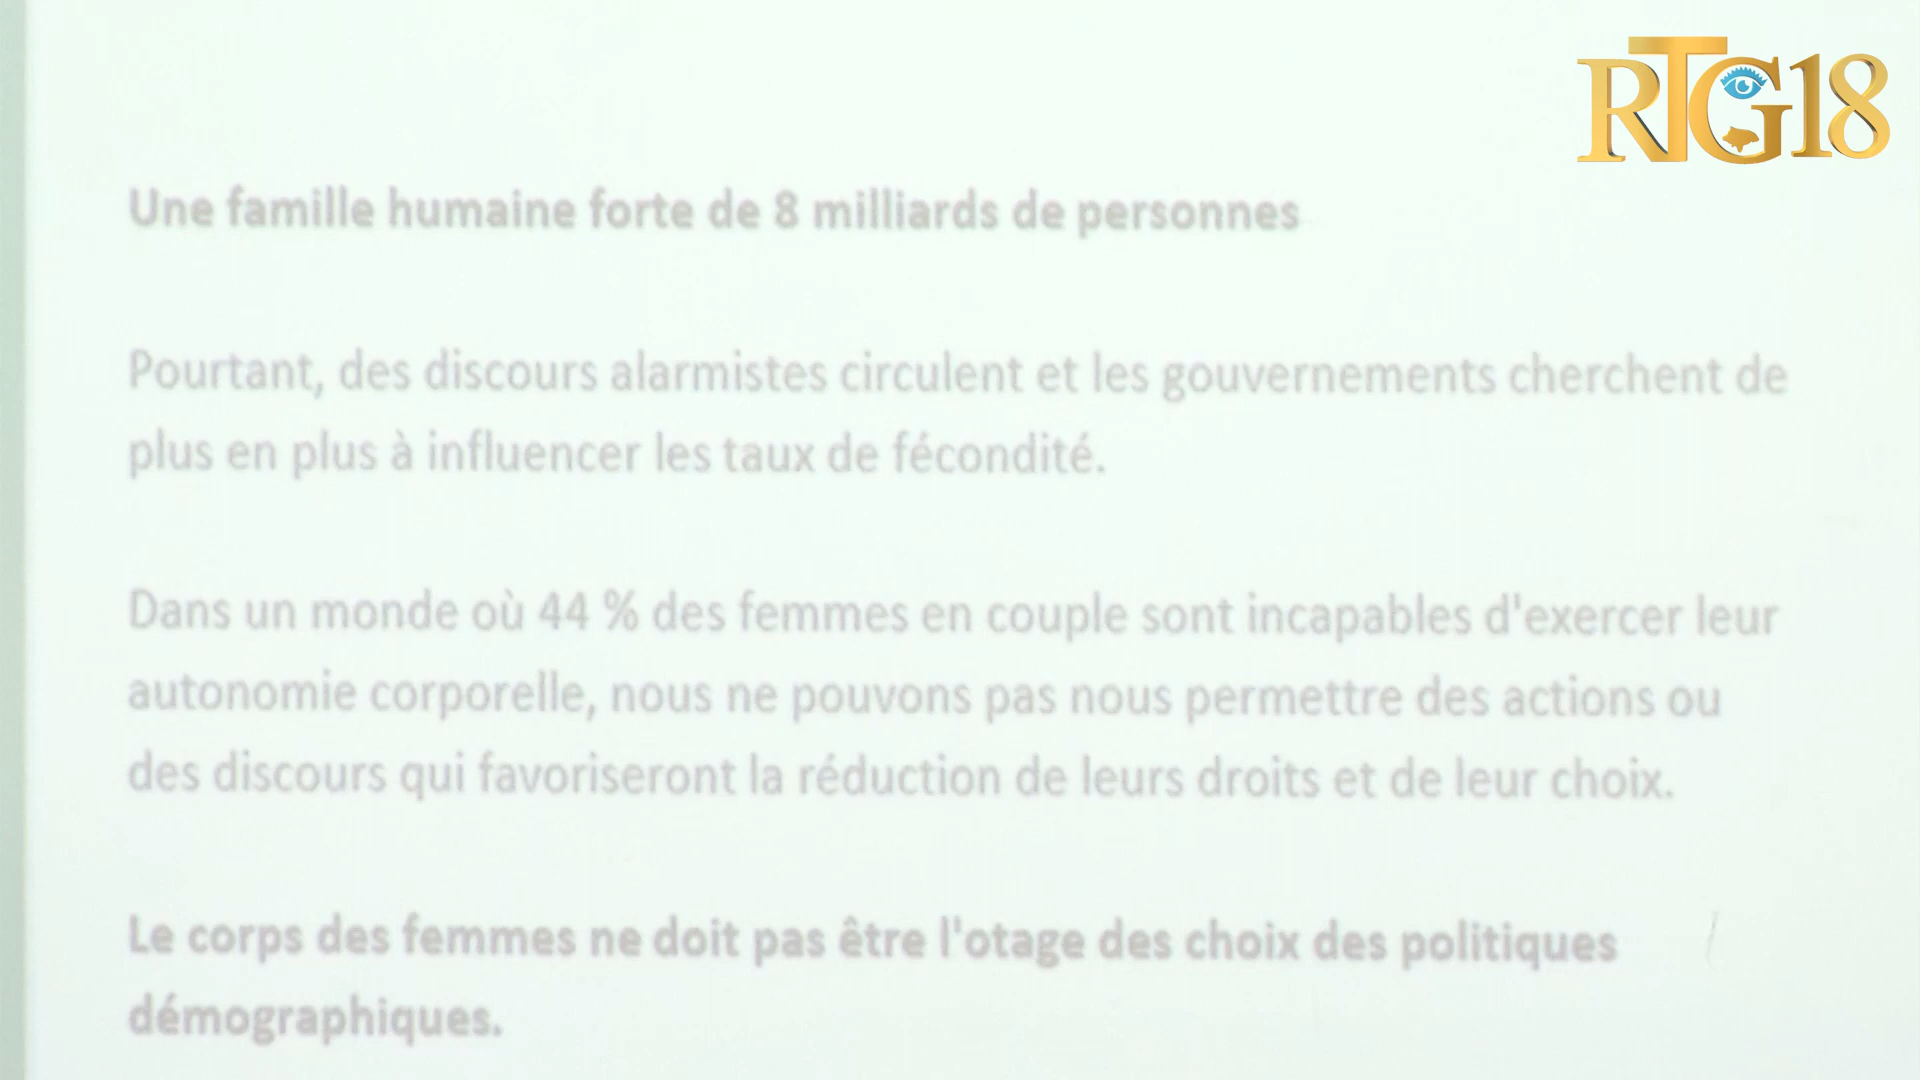 RTG18
Une famille humaine forte de 8 milliards de personnes
Pourtant, des discours alarmistes circulent et les gouvernements cherchent de
plus en plus à influencer les taux de fécondité.
Dans un monde où 44 % des femmes en couple sont incapables d'exercer leur
autonomie corporelle, nous ne pouvons pas nous permettre des actions ou
des discours qui favoriseront la réduction de leurs droits et de leur choix.
Le corps des femmes ne doit pas être l'otage des choix des politiques
démographiques.